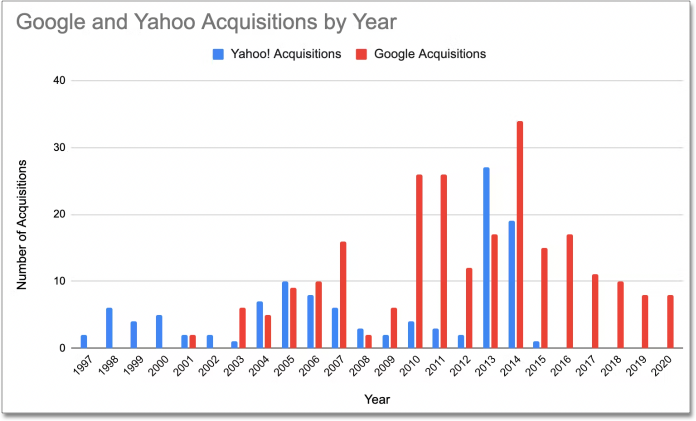 Google and Yahoo Acquisitions by Year
Yahoo! Acquisitions Google Acquisitions
40
30
20
10
0
Number of Acquisitions
1997 1998 1999 2000 2001 2002 2003 2004 2005 2006 2007 2008 2009 2010 2011 2012 2013 2014 2015 2016 2017 2018 2019 2020
Year